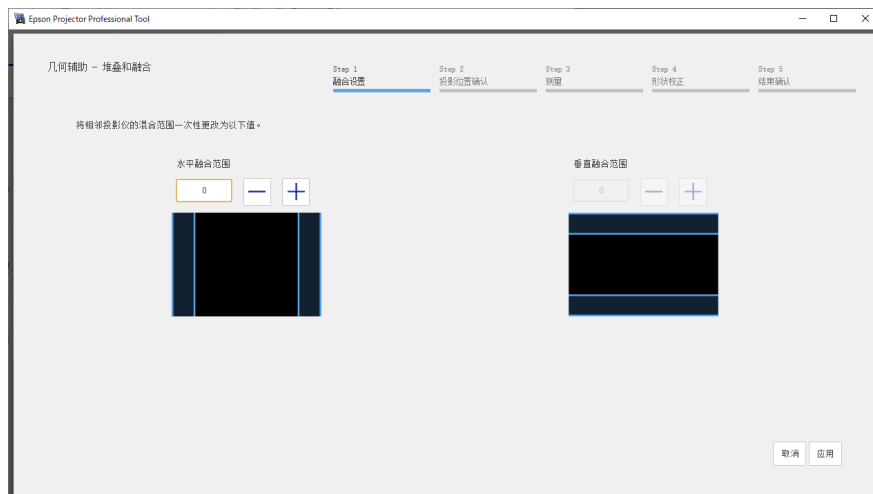 Epson Projector Professional Tool
几何辅助 - 堆叠和融合
Step 1
融合设置
Step 2
投影位置确认
Step 3
测量
Step 4
形状校正
Step 5
结果确认
将相邻投影仪的混合范围一次性更改为以下值。
水平融合范围
0
垂直融合范围
0
取消
应用